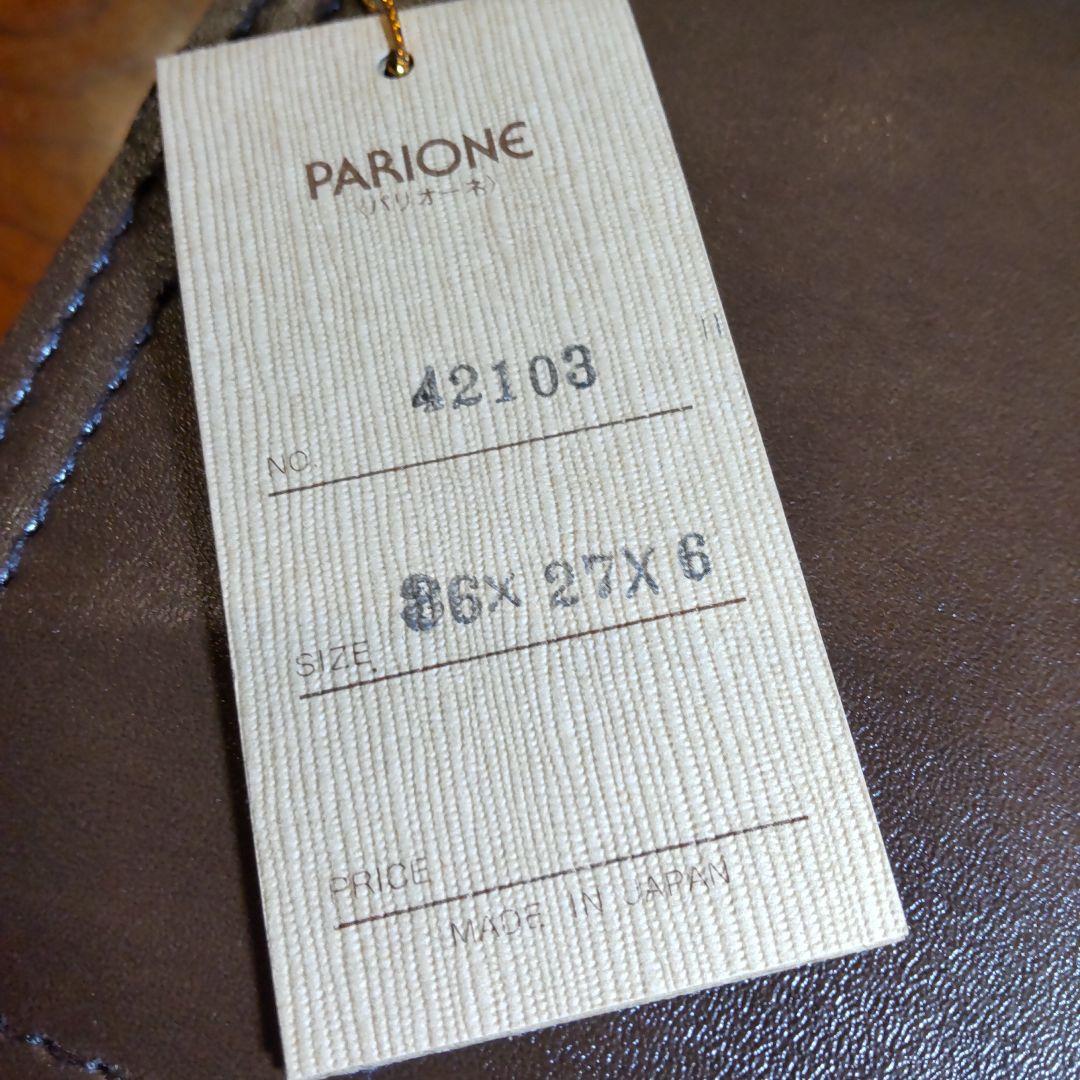 PARIONE
〈パリオーネ〉
42103
NO.
36X 27X 6
SIZE
PRICE
MADE IN JAPAN